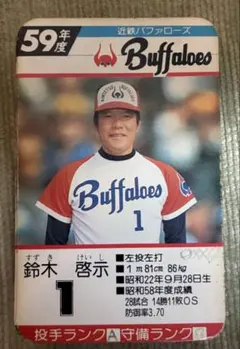 59年度
近鉄バファローズ
Buffaloes
Buffaloes
1
すずき けいし
鈴木 啓示
1
■左投左打
■1m81cm 86kg
■昭和22年9月28日生
■昭和58年度成績
28試合 14勝11敗0S
防御率3.70
投手ランクA 守備ランク